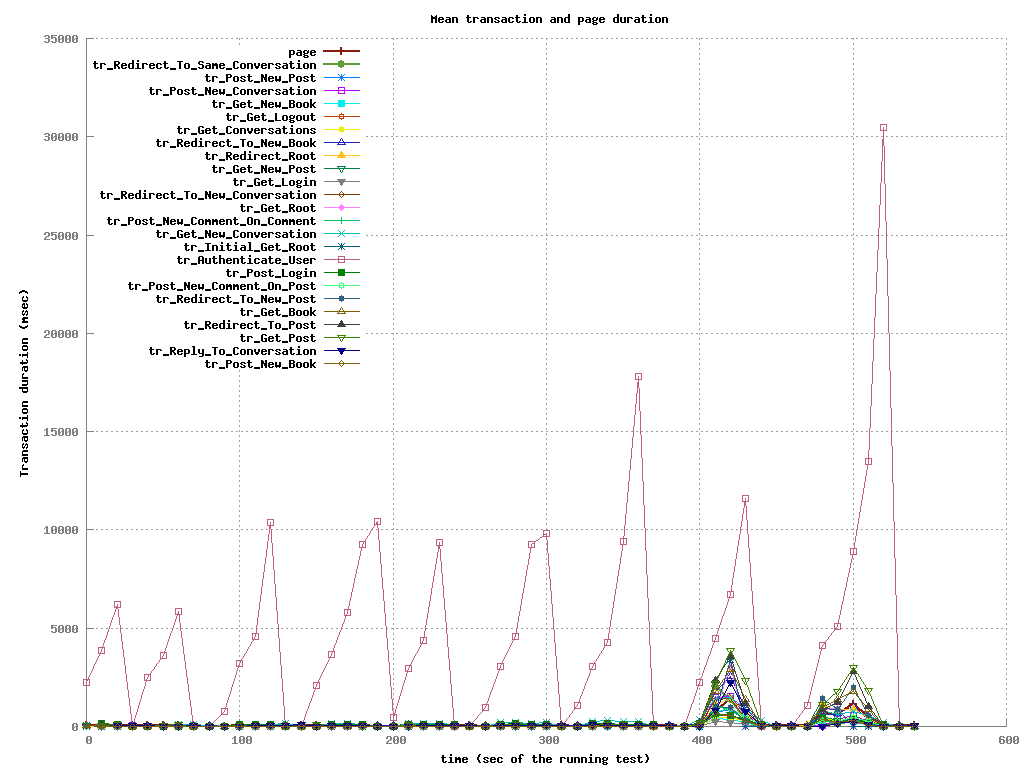 Mean transaction and page duration
35000
30000
25000
20000
15000
10000
5000
0
Transaction duration (msec)
page
tr_Redirect_To_Same_Conversation
tr_Post_New_Post
tr_Post_New_Conversation
tr_Get_New_Book
tr_Get_Logout
tr_Get_Conversations
tr_Redirect_To_New_Book
tr_Redirect_Root
tr_Get_New_Post
tr_Get_Login
tr_Redirect_To_New_Conversation
tr_Get_Root
tr_Post_New_Comment_On_Comment
tr_Get_New_Conversation
tr_Initial_Get_Root
tr_Authenticate_User
tr_Post_Login
tr_Post_New_Comment_On_Post
tr_Redirect_To_New_Post
tr_Get_Book
tr_Redirect_To_Post
tr_Get_Post
tr_Reply_To_Conversation
tr_Post_New_Book
0 100 200 300 400 500 600
time (sec of the running test)